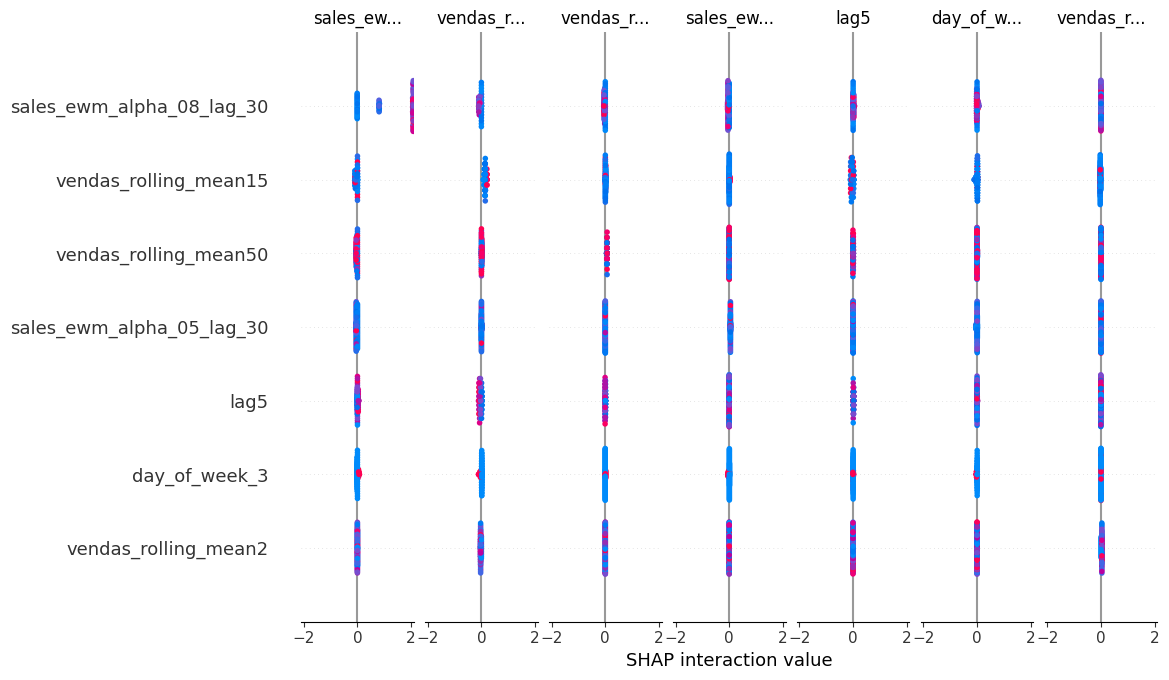 sales_ew... vendas_r... vendas_r... sales_ew... lag5 day_of_w... vendas_r...
sales_ewm_alpha_08_lag_30
vendas_rolling_mean15
vendas_rolling_mean50
sales_ewm_alpha_05_lag_30
lag5
day_of_week_3
vendas_rolling_mean2
−2 0 2 −2 0 2 −2 0 2 −2 0 2 −2 0 2 −2 0 2 −2 0 2
SHAP interaction value